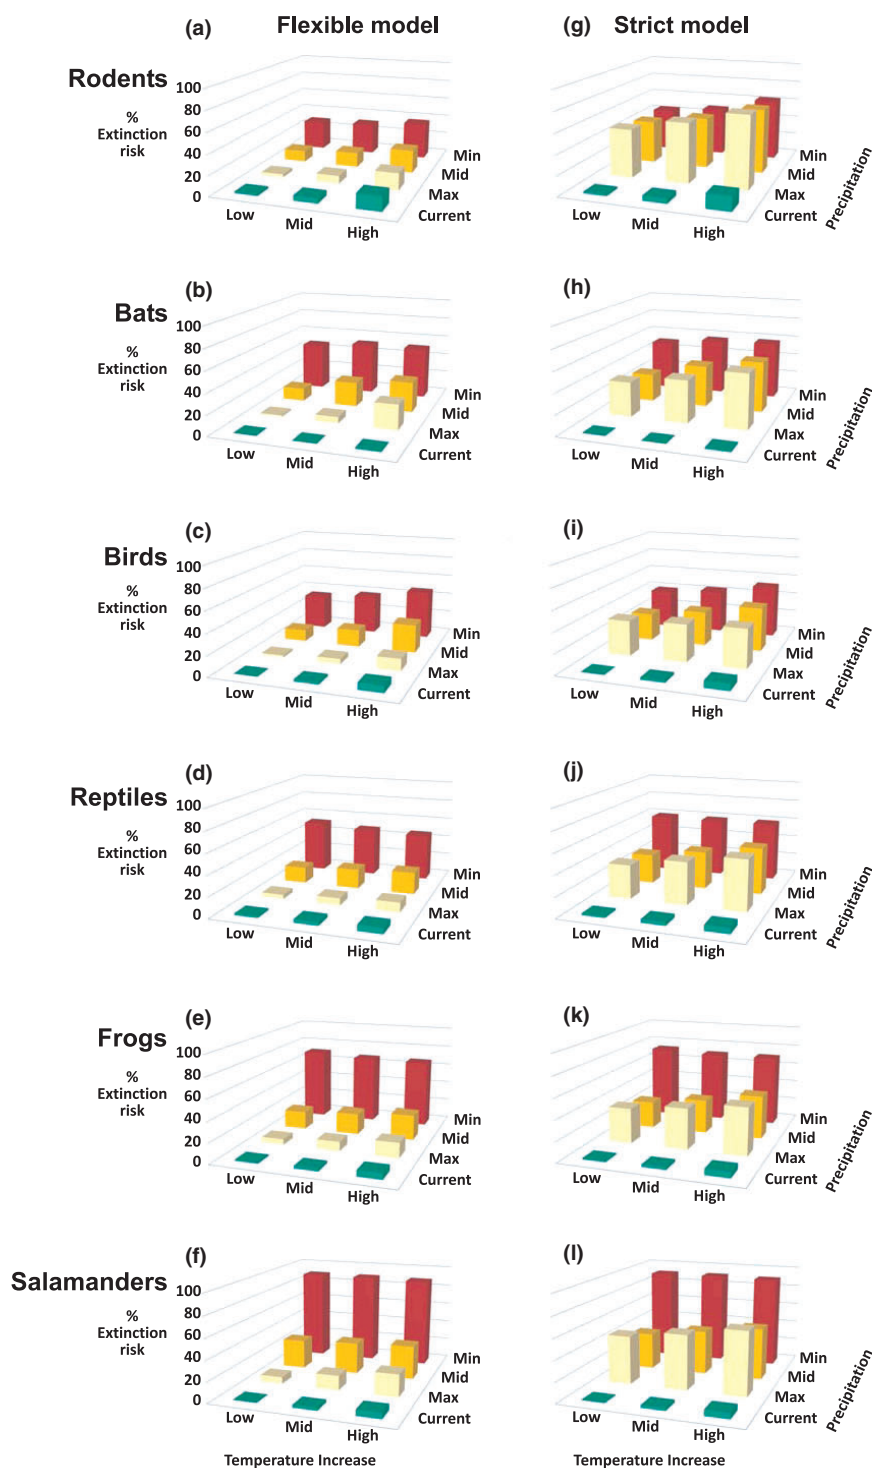 (a) Flexible model (g) Strict model
Rodents
%
Extinction
risk
100
80
60
40
20
0
Low
Mid
High
Min
Mid
Max
Current
Low
Mid
High
Min
Mid
Max
Current
Precipitation
(b) (h)
Bats
%
Extinction
risk
100
80
60
40
20
0
Low
Mid
High
Min
Mid
Max
Current
Low
Mid
High
Min
Mid
Max
Current
Precipitation
(c) (i)
Birds
%
Extinction
risk
100
80
60
40
20
0
Low
Mid
High
Min
Mid
Max
Current
Low
Mid
High
Min
Mid
Max
Current
Precipitation
(d) (j)
Reptiles
%
Extinction
risk
100
80
60
40
20
0
Low
Mid
High
Min
Mid
Max
Current
Low
Mid
High
Min
Mid
Max
Current
Precipitation
(e) (k)
Frogs
%
Extinction
risk
100
80
60
40
20
0
Low
Mid
High
Min
Mid
Max
Current
Low
Mid
High
Min
Mid
Max
Current
Precipitation
(f) (l)
Salamanders
%
Extinction
risk
100
80
60
40
20
0
Low
Mid
High
Min
Mid
Max
Current
Low
Mid
High
Min
Mid
Max
Current
Precipitation
Temperature Increase Temperature Increase